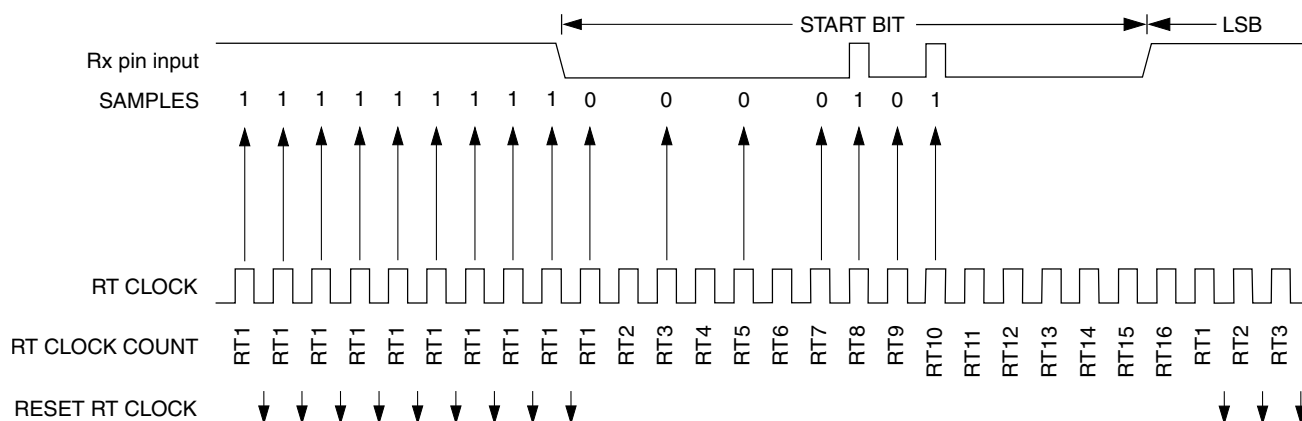 START BIT
LSB
Rx pin input
SAMPLES 1 1 1 1 1 1 1 1 1 0 0 0 0 1 0 1
RT CLOCK
RT CLOCK COUNT RT1 RT1 RT1 RT1 RT1 RT1 RT1 RT1 RT1 RT1 RT2 RT3 RT4 RT5 RT6 RT7 RT8 RT9 RT10 RT11 RT12 RT13 RT14 RT15 RT16 RT1 RT2 RT3
RESET RT CLOCK